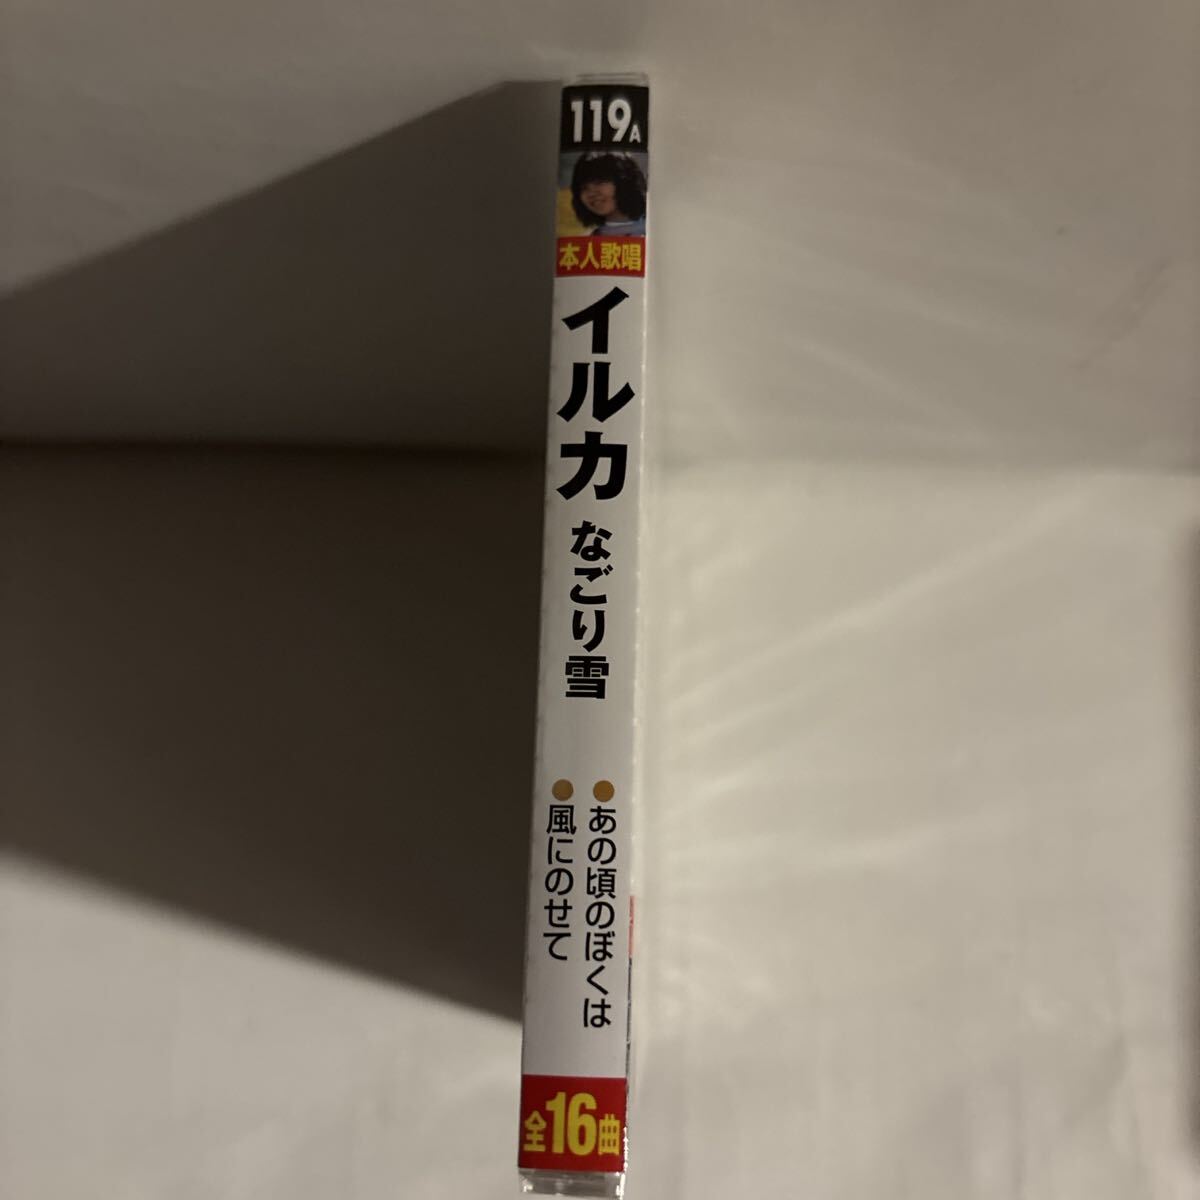 119A
本人歌唱
イルカ
なごり雪
●あの頃のぼくは
●風にのせて
全16曲